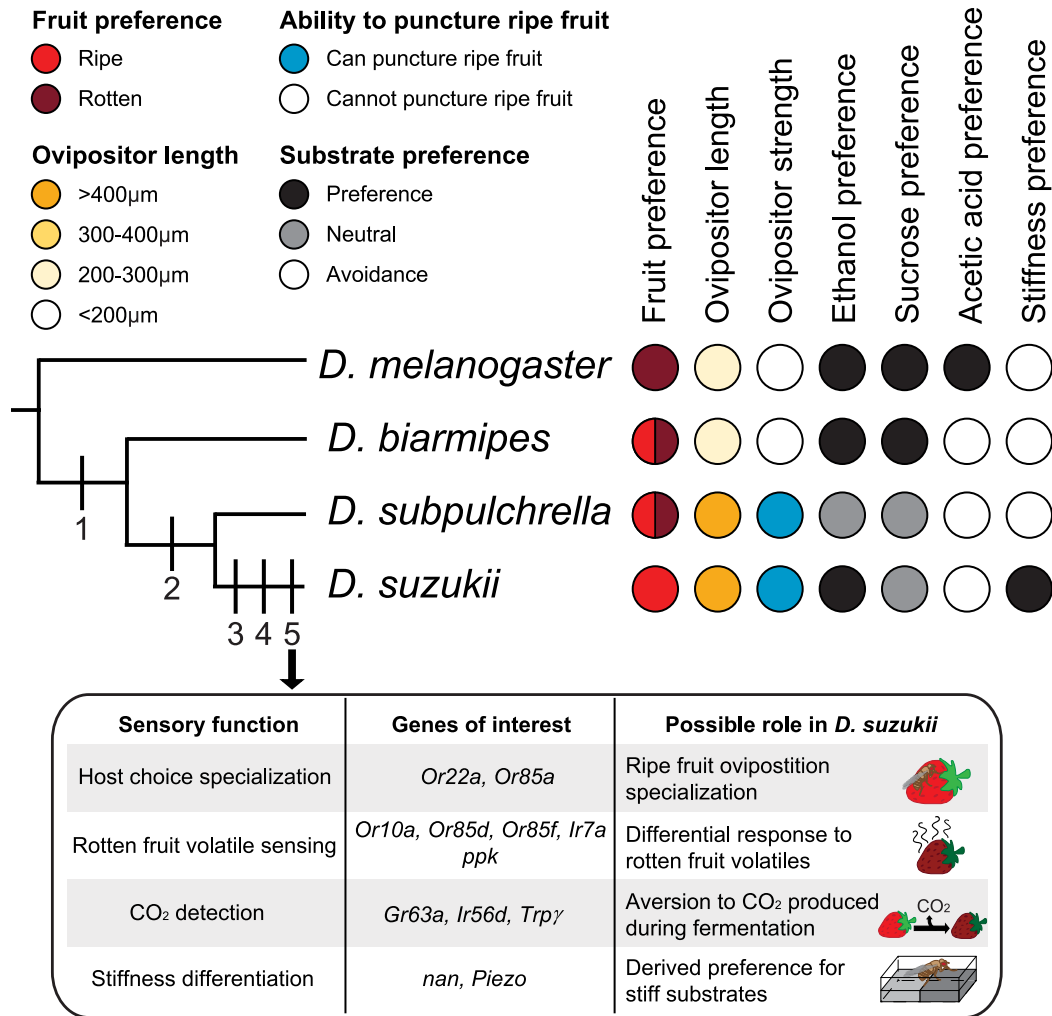 Fruit preference
Ripe
Rotten
Ability to puncture ripe fruit
Can puncture ripe fruit
Cannot puncture ripe fruit
Ovipositor length
>400μm
300-400μm
200-300μm
<200μm
Substrate preference
Preference
Neutral
Avoidance
Fruit preference
Ovipositor length
Ovipositor strength
Ethanol preference
Sucrose preference
Acetic acid preference
Stiffness preference
D. melanogaster
D. biarmipes
D. subpulchrella
D. suzukii
1
2
3 4 5
Sensory function
Genes of interest
Possible role in D. suzukii
Host choice specialization
Or22a, Or85a
Ripe fruit ovipostition
specialization
Rotten fruit volatile sensing
Or10a, Or85d, Or85f, Ir7a
ppk
Differential response to
rotten fruit volatiles
CO₂ detection
Gr63a, Ir56d, Trpγ
Aversion to CO₂ produced
during fermentation
CO₂
Stiffness differentiation
nan, Piezo
Derived preference for
stiff substrates